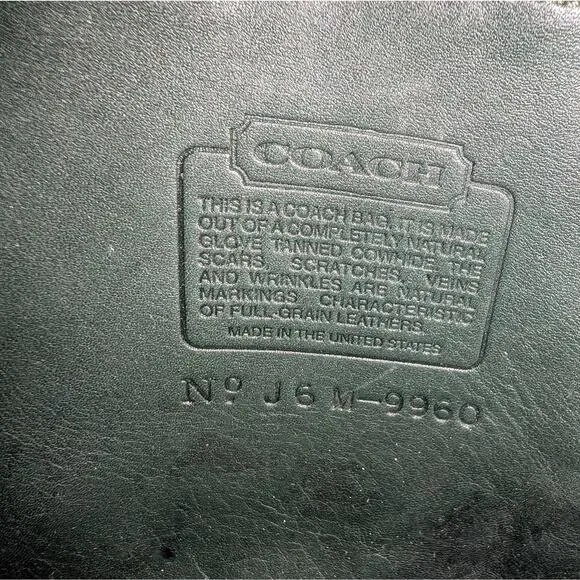 COACH
THIS IS A COACH BAG. IT IS MADE
OUT OF A COMPLETELY NATURAL
GLOVE TANNED COWHIDE, THE
SCARS, SCRATCHES, VEINS
AND WRINKLES ARE NATURAL
MARKINGS CHARACTERISTIC
OF FULL-GRAIN LEATHERS.
MADE IN THE UNITED STATES
Nº J6M-9960